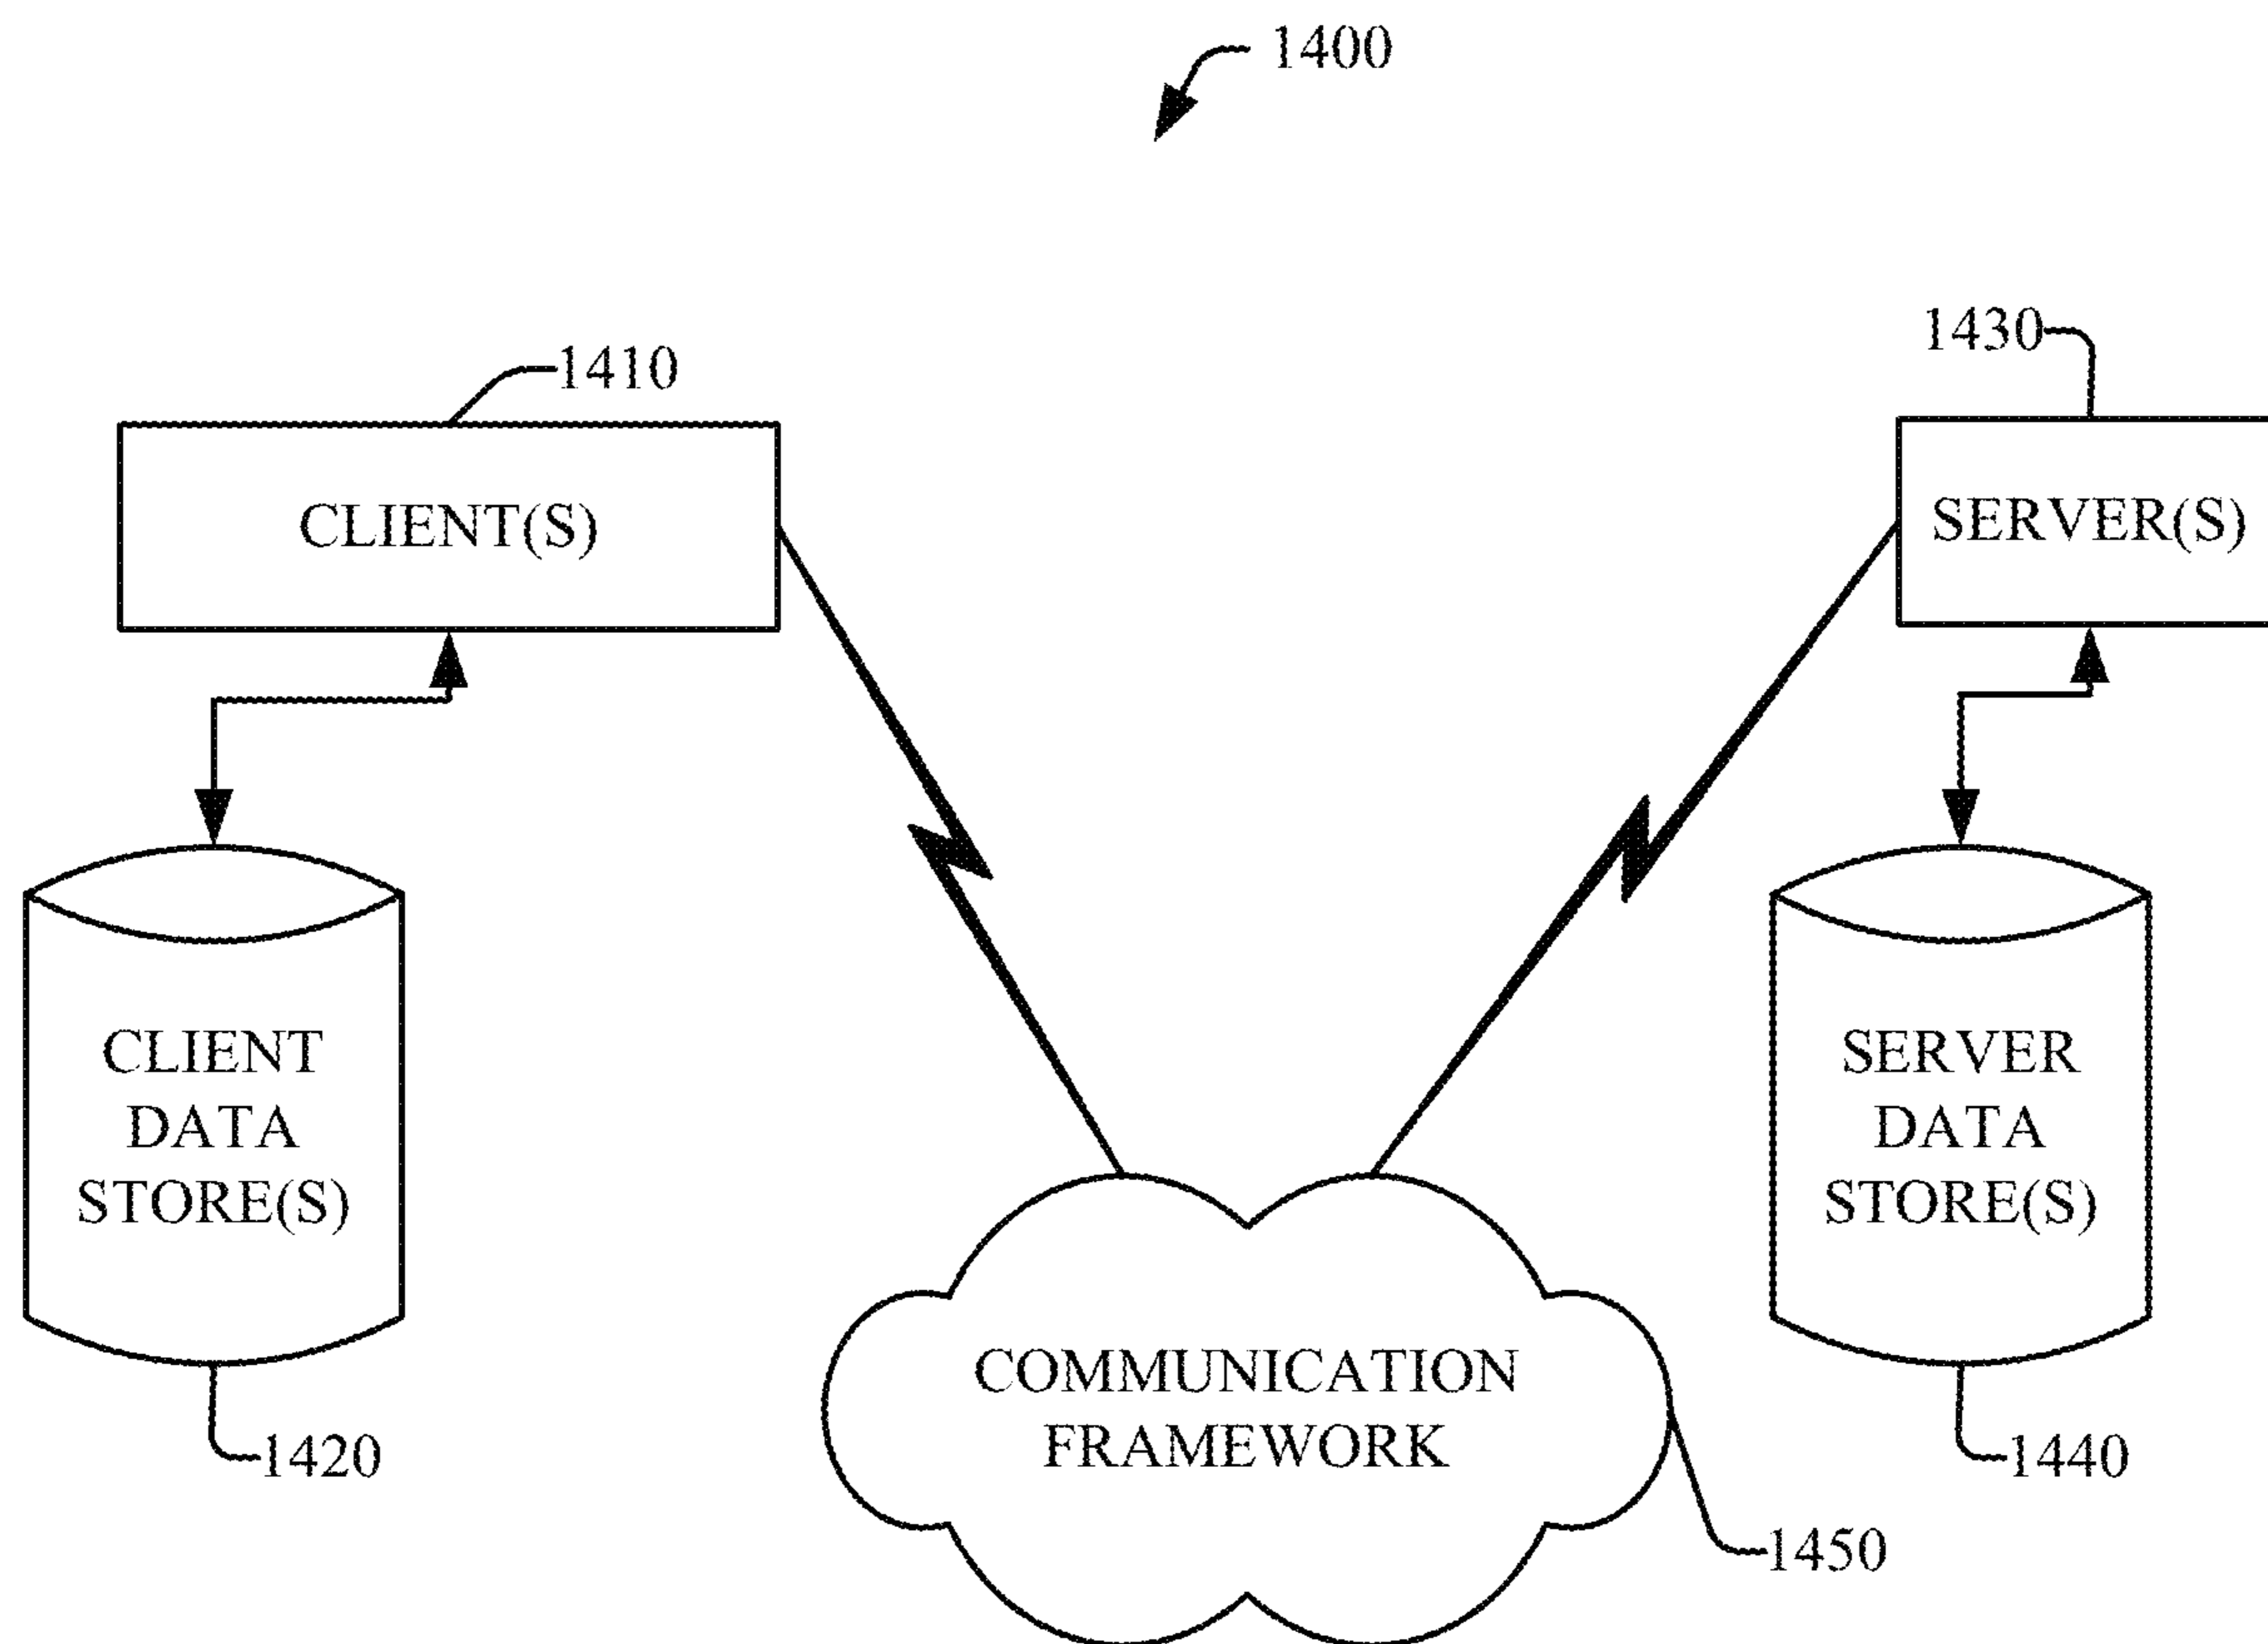 1400
1410
1430
CLIENT(S)
SERVER(S)
CLIENT
DATA
STORE(S)
SERVER
DATA
STORE(S)
COMMUNICATION
FRAMEWORK
1420
1440
1450